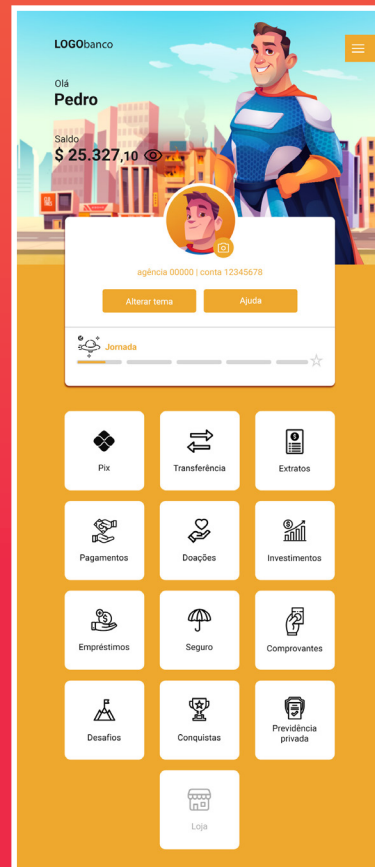 LOGObanco
Olá
Pedro
Saldo
$ 25.327,10
agência 00000 | conta 12345678
Alterar tema
Ajuda
Jornada
Pix
Transferência
Extratos
Pagamentos
Doações
Investimentos
Empréstimos
Seguro
Comprovantes
Desafios
Conquistas
Previdência
privada
Loja